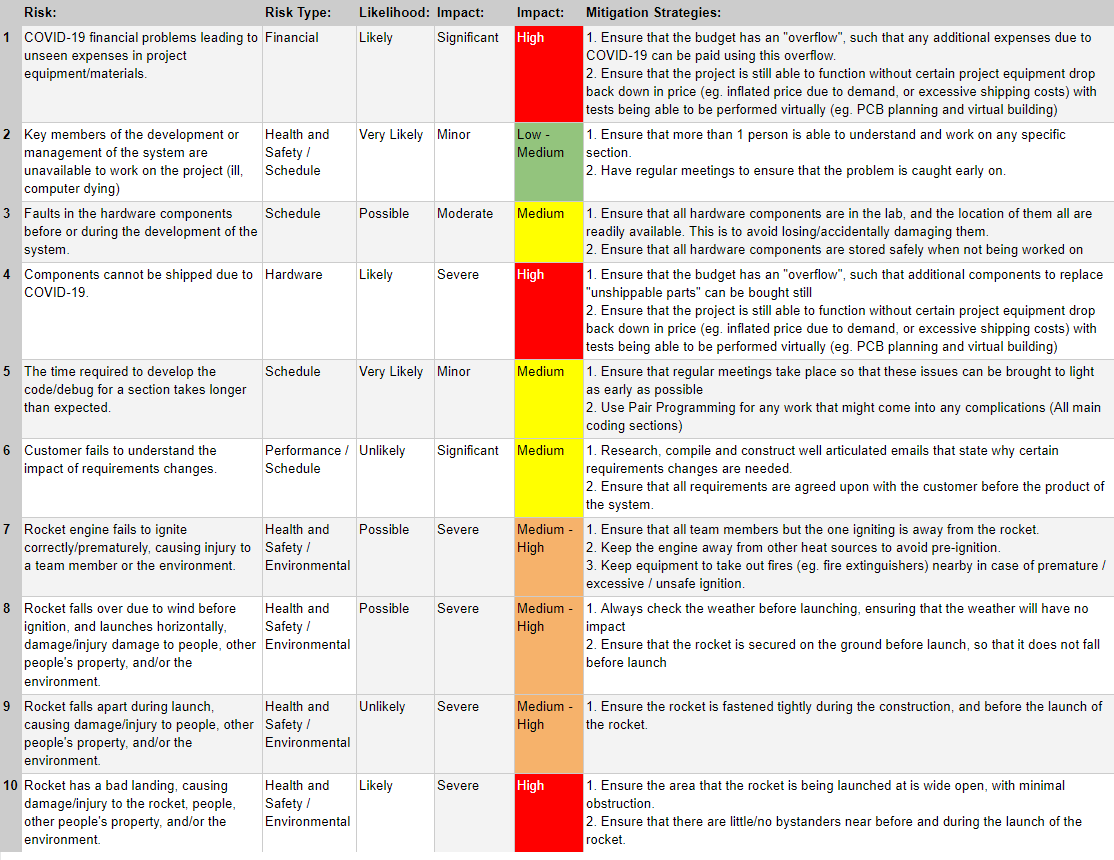 Risk: Risk Type: Likelihood: Impact: Impact: Mitigation Strategies:
1 COVID-19 financial problems leading to unseen expenses in project equipment/materials. Financial Likely Significant High 1. Ensure that the budget has an "overflow", such that any additional expenses due to
COVID-19 can be paid using this overflow.
2. Ensure that the project is still able to function without certain project equipment drop
back down in price (eg. inflated price due to demand, or excessive shipping costs) with
tests being able to be performed virtually (eg. PCB planning and virtual building)
2 Key members of the development or management of the system are unavailable to work on the project (ill, computer dying) Health and Safety / Schedule Very Likely Minor Low - Medium 1. Ensure that more than 1 person is able to understand and work on any specific
section.
2. Have regular meetings to ensure that the problem is caught early on.
3 Faults in the hardware components before or during the development of the system. Schedule Possible Moderate Medium 1. Ensure that all hardware components are in the lab, and the location of them all are
readily available. This is to avoid losing/accidentally damaging them.
2. Ensure that all hardware components are stored safely when not being worked on
4 Components cannot be shipped due to COVID-19. Hardware Likely Severe High 1. Ensure that the budget has an "overflow", such that additional components to replace
"unshippable parts" can be bought still
2. Ensure that the project is still able to function without certain project equipment drop
back down in price (eg. inflated price due to demand, or excessive shipping costs) with
tests being able to be performed virtually (eg. PCB planning and virtual building)
5 The time required to develop the code/debug for a section takes longer than expected. Schedule Very Likely Minor Medium 1. Ensure that regular meetings take place so that these issues can be brought to light
as early as possible
2. Use Pair Programming for any work that might come into any complications (All main
coding sections)
6 Customer fails to understand the impact of requirements changes. Performance / Schedule Unlikely Significant Medium 1. Research, compile and construct well articulated emails that state why certain
requirements changes are needed.
2. Ensure that all requirements are agreed upon with the customer before the product of
the system.
7 Rocket engine fails to ignite correctly/prematurely, causing injury to a team member or the environment. Health and Safety / Environmental Possible Severe Medium - High 1. Ensure that all team members but the one igniting is away from the rocket.
2. Keep the engine away from other heat sources to avoid pre-ignition.
3. Keep equipment to take out fires (eg. fire extinguishers) nearby in case of premature /
excessive / unsafe ignition.
8 Rocket falls over due to wind before ignition, and launches horizontally, damage/injury damage to people, other people's property, and/or the environment. Health and Safety / Environmental Possible Severe Medium - High 1. Always check the weather before launching, ensuring that the weather will have no
impact
2. Ensure that the rocket is secured on the ground before launch, so that it does not fall
before launch
9 Rocket falls apart during launch, causing damage/injury to people, other people's property, and/or the environment. Health and Safety / Environmental Unlikely Severe Medium - High 1. Ensure the rocket is fastened tightly during the construction, and before the launch of
the rocket.
10 Rocket has a bad landing, causing damage/injury to the rocket, people, other people's property, and/or the environment. Health and Safety / Environmental Likely Severe High 1. Ensure the area that the rocket is being launched at is wide open, with minimal
obstruction.
2. Ensure that there are little/no bystanders near before and during the launch of the
rocket.